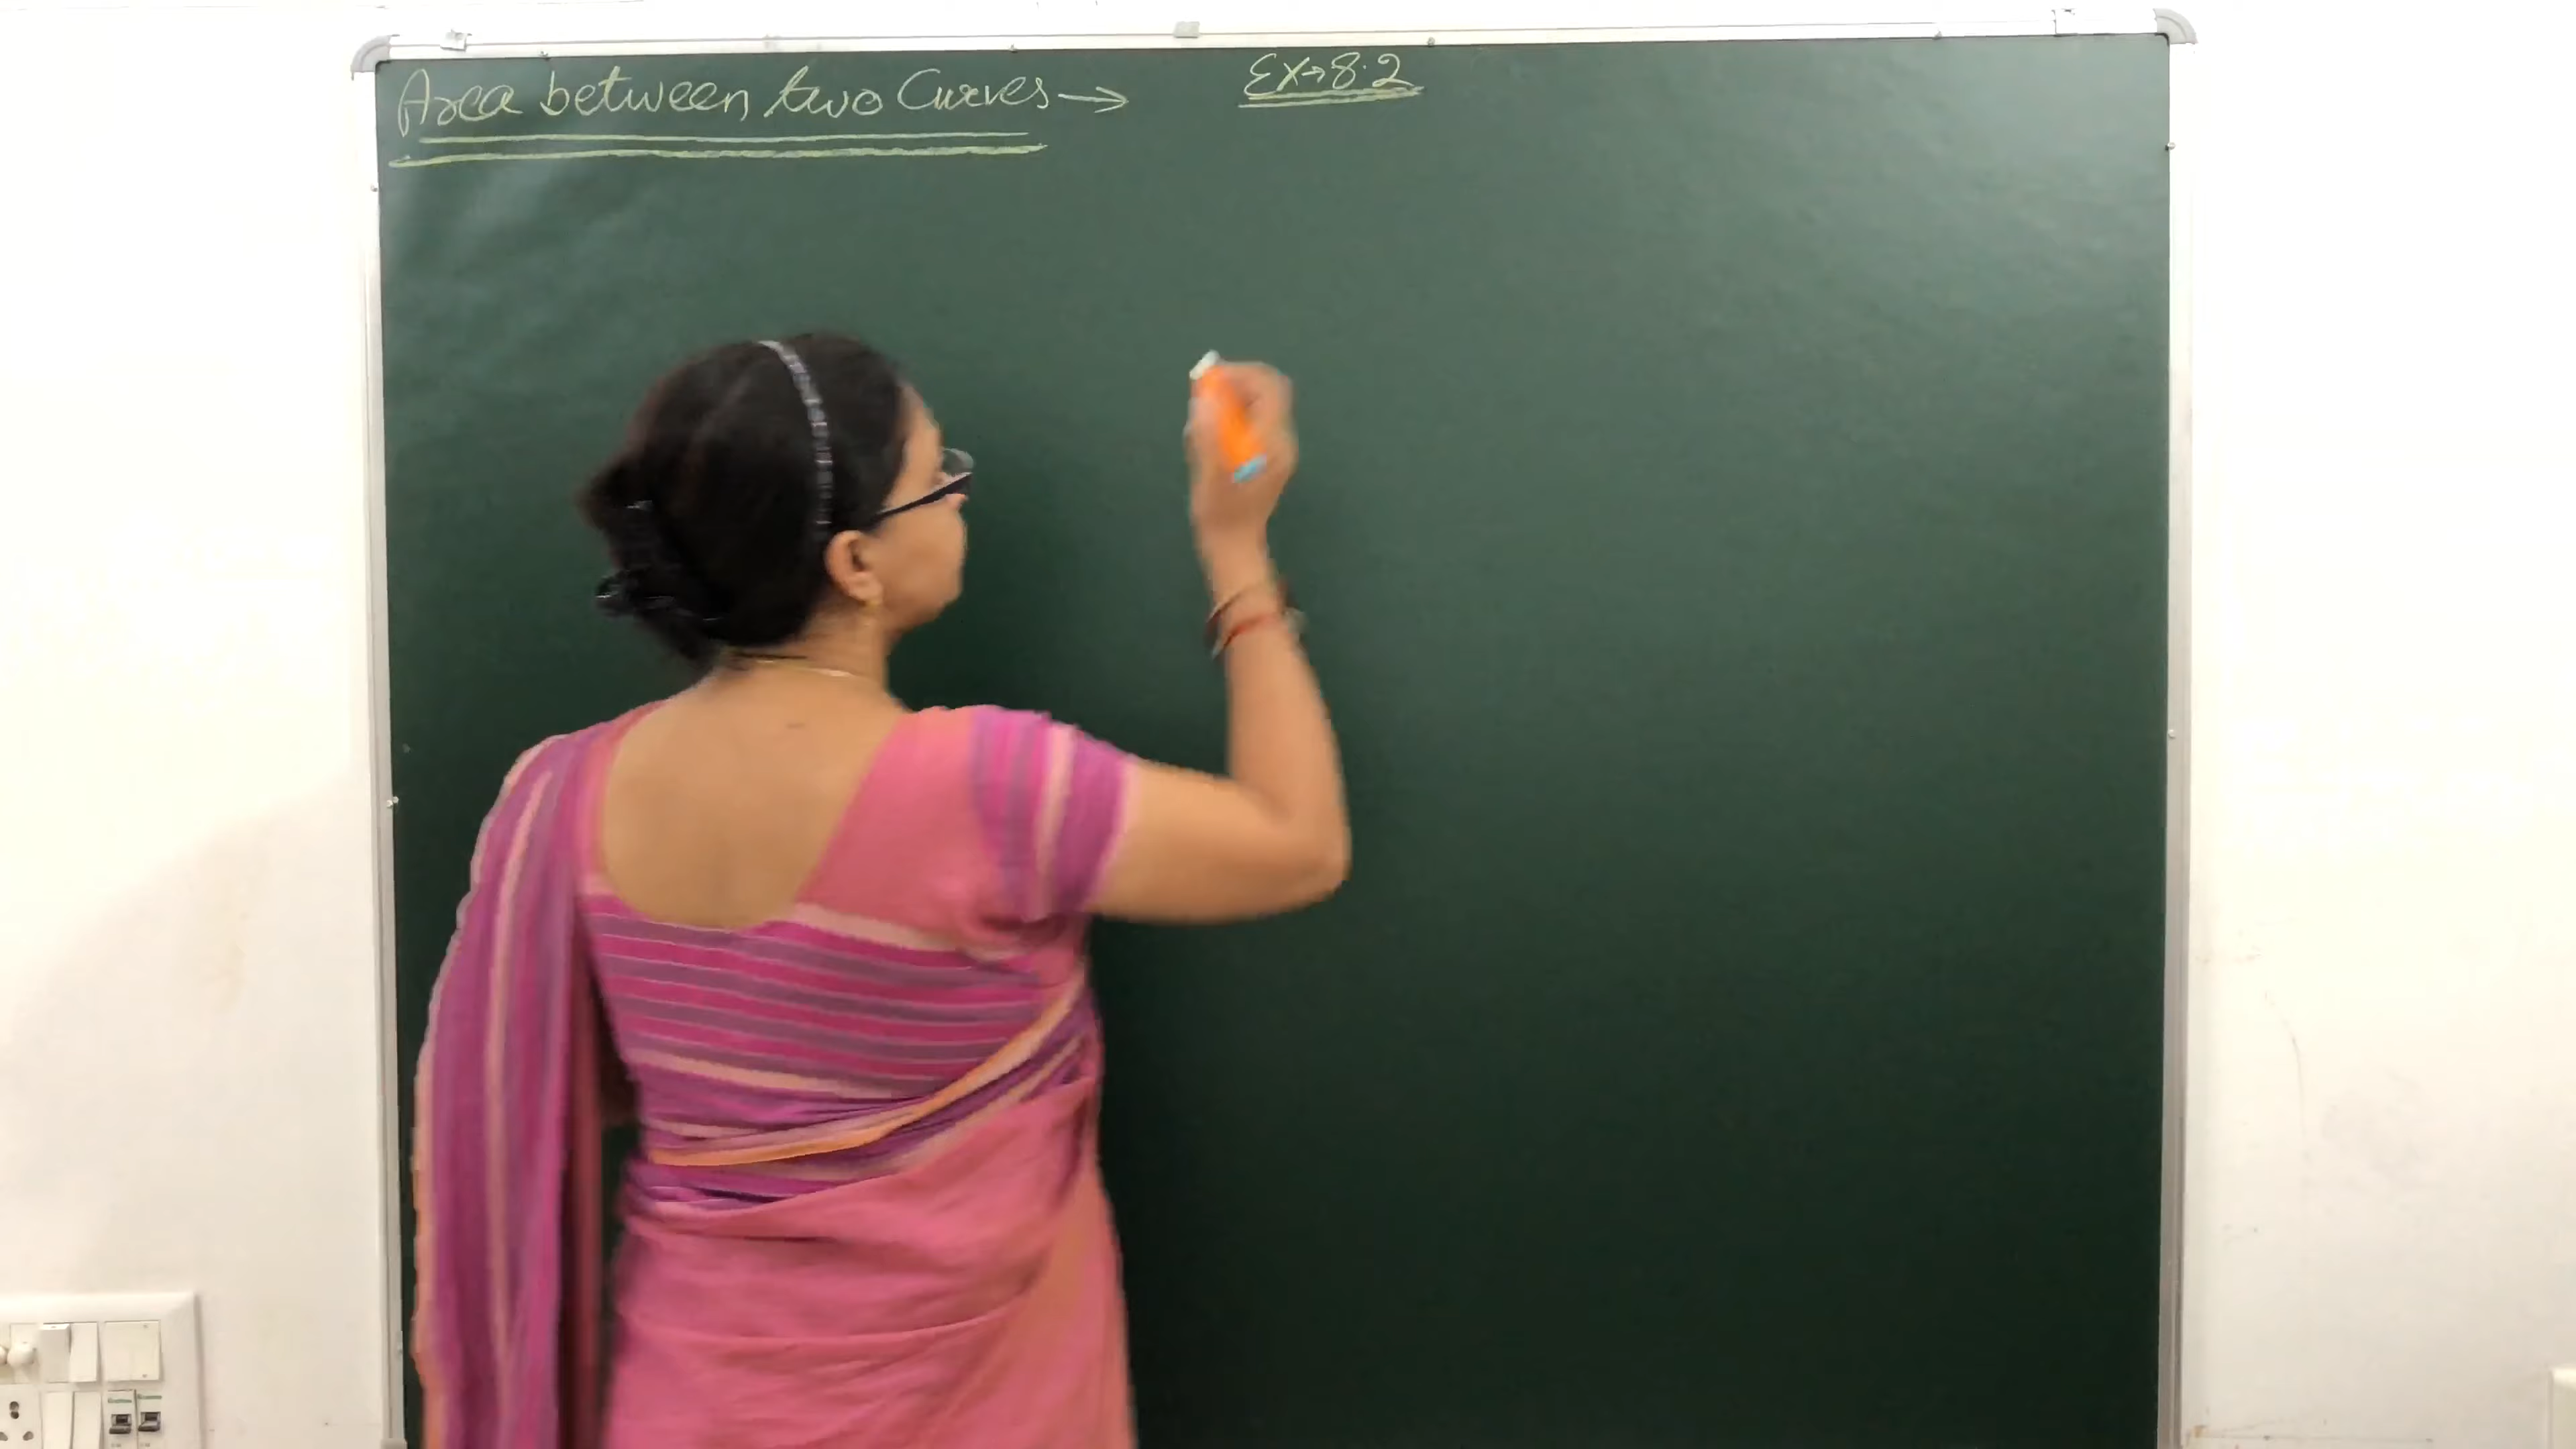 Area between two Curves → Ex→8.2